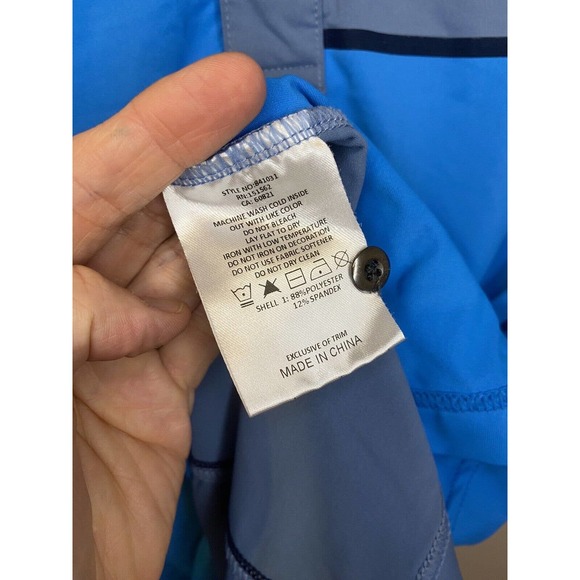 STYLE NO:841031
RN: 151562
CA: 60821
MACHINE WASH COLD INSIDE
OUT WITH LIKE COLOR
DO NOT BLEACH
LAY FLAT TO DRY
IRON WITH LOW TEMPERATURE
DO NOT IRON ON DECORATION
DO NOT USE FABRIC SOFTENER
DO NOT DRY CLEAN
SHELL 1: 88%POLYESTER
12% SPANDEX
EXCLUSIVE OF TRIM
MADE IN CHINA